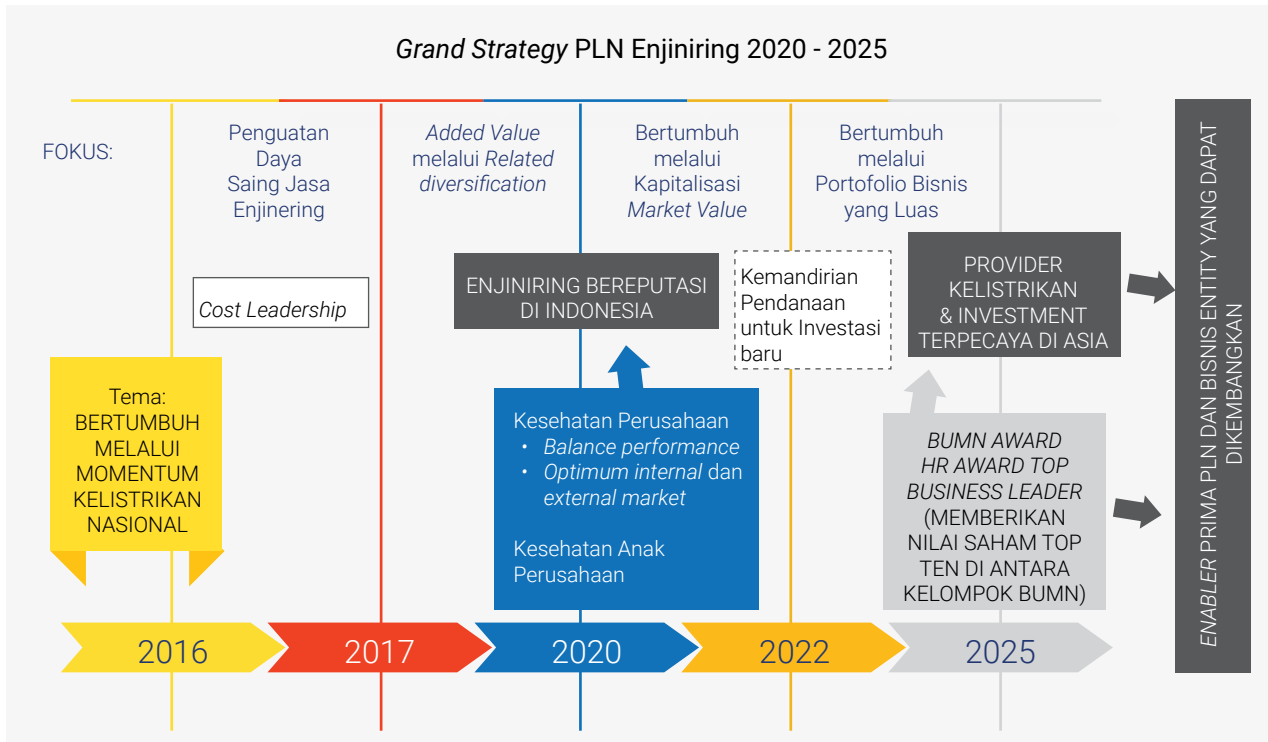 Grand Strategy PLN Enjiniring 2020 - 2025
FOKUS:
Penguatan
Daya
Saing Jasa
Enjinering
Added Value
melalui Related
diversification
Bertumbuh
melalui
Kapitalisasi
Market Value
Bertumbuh
melalui
Portofolio Bisnis
yang Luas
Cost Leadership
ENJINIRING BEREPUTASI
DI INDONESIA
Kemandirian
Pendanaan
untuk Investasi
baru
PROVIDER
KELISTRIKAN
& INVESTMENT
TERPECAYA DI ASIA
Tema:
BERTUMBUH
MELALUI
MOMENTUM
KELISTRIKAN
NASIONAL
Kesehatan Perusahaan
• Balance performance
• Optimum internal dan
external market
Kesehatan Anak
Perusahaan
BUMN AWARD
HR AWARD TOP
BUSINESS LEADER
(MEMBERIKAN
NILAI SAHAM TOP
TEN DI ANTARA
KELOMPOK BUMN)
ENABLER PRIMA PLN DAN BISNIS ENTITY YANG DAPAT
DIKEMBANGKAN
2016
2017
2020
2022
2025